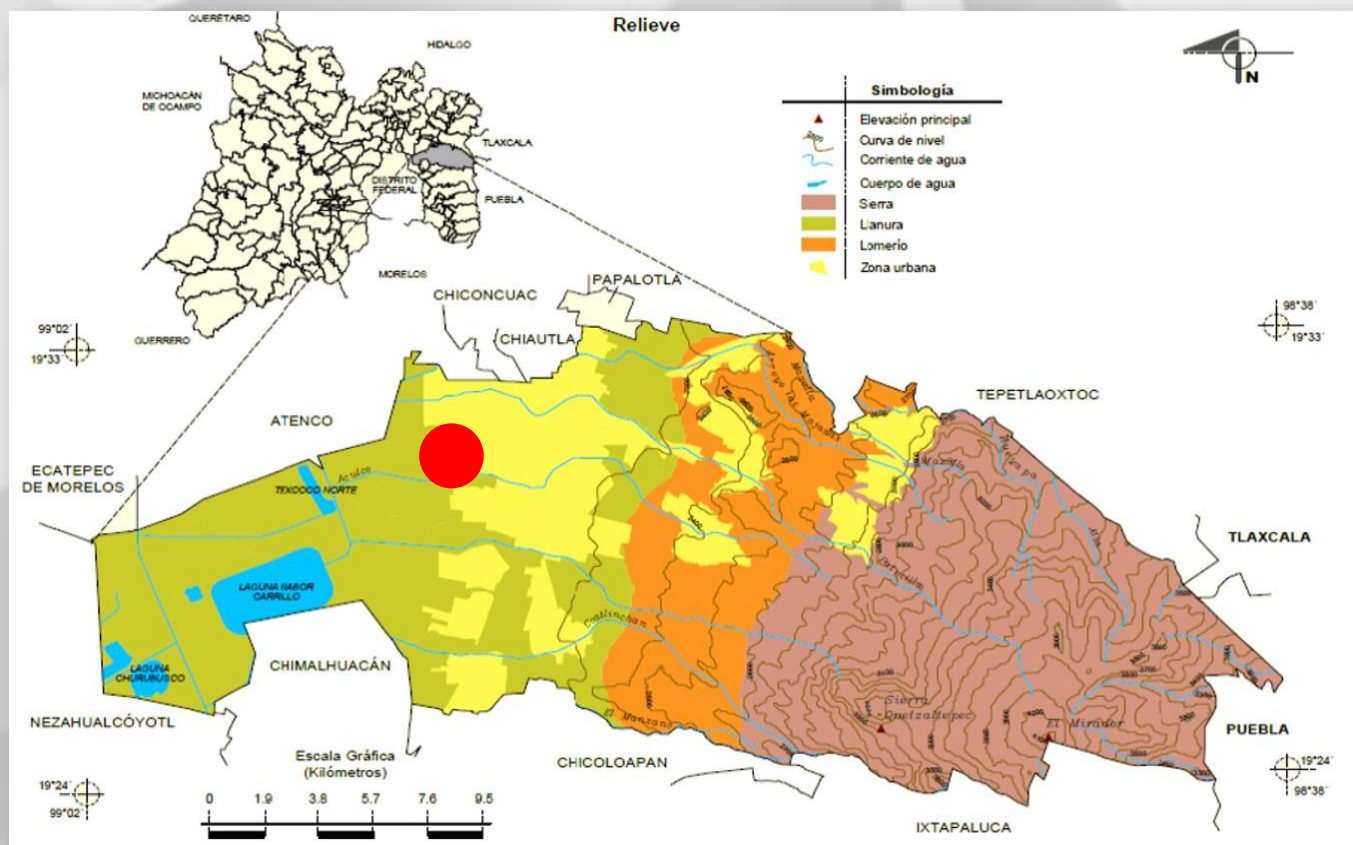 Relieve
QUERÉTARO
HIDALGO
MICHOACÁN
DE OCAMPO
TLAXCALA
DISTRITO
FEDERAL
PUEBLA
MORELOS
GUERRERO
N
Simbología
Elevación principal
Curva de nivel
Corriente de agua
Cuerpo de agua
Sierra
Llanura
Lomerío
Zona urbana
99°02´
19°33´
98°38´
19°33´
PAPALOTLA
CHICONCUAC
CHIAUTLA
TEPETLAOXTOC
ATENCO
ECATEPEC
DE MORELOS
TEXCOCO NORTE
LAGUNA NABOR
CARRILLO
LAGUNA
CHURUBUSCO
CHIMALHUACÁN
NEZAHUALCÓYOTL
TLAXCALA
El Manzano
Sierra
Quetzaltepec
El Mirador
PUEBLA
CHICOLOAPAN
IXTAPALUCA
Escala Gráfica
(Kilómetros)
0 1.9 3.8 5.7 7.6 9.5
19°24´
99°02´
19°24´
98°38´